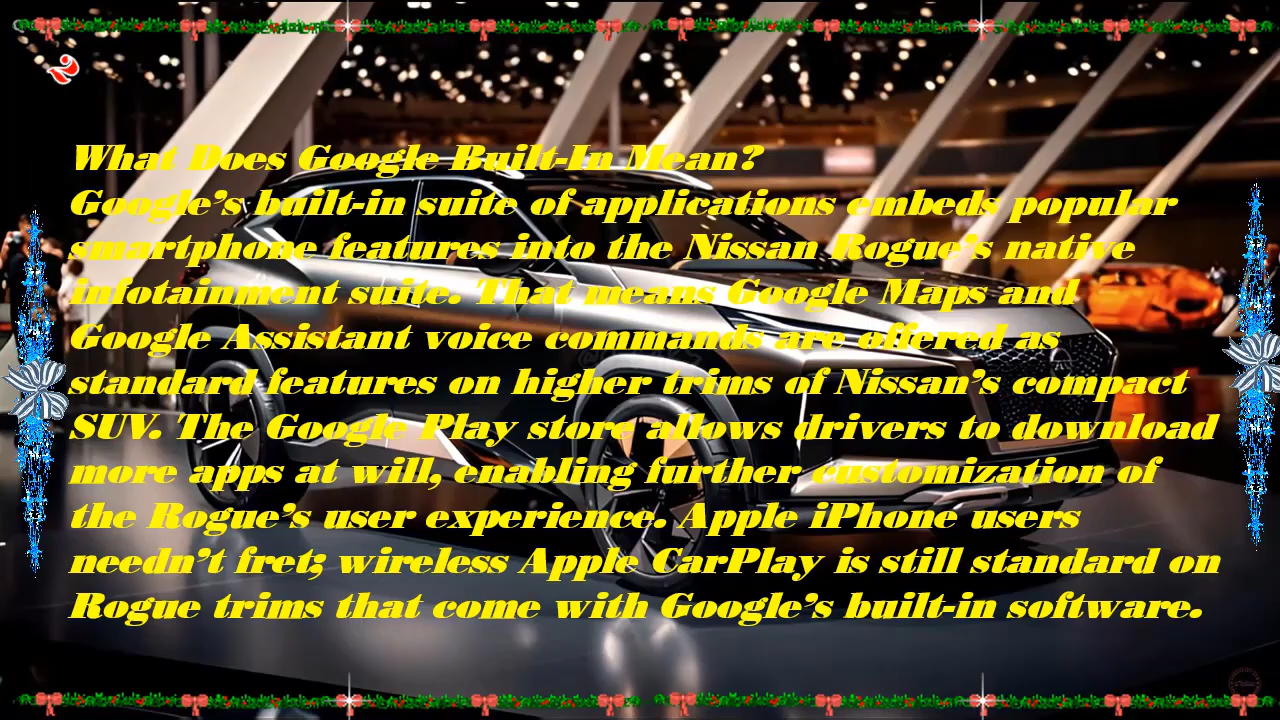 2
What Does Google Built-In Mean?
Google’s built-in suite of applications embeds popular
smartphone features into the Nissan Rogue’s native
infotainment suite. That means Google Maps and
Google Assistant voice commands are offered as
standard features on higher trims of Nissan’s compact
SUV. The Google Play store allows drivers to download
more apps at will, enabling further customization of
the Rogue’s user experience. Apple iPhone users
needn’t fret; wireless Apple CarPlay is still standard on
Rogue trims that come with Google’s built-in software.